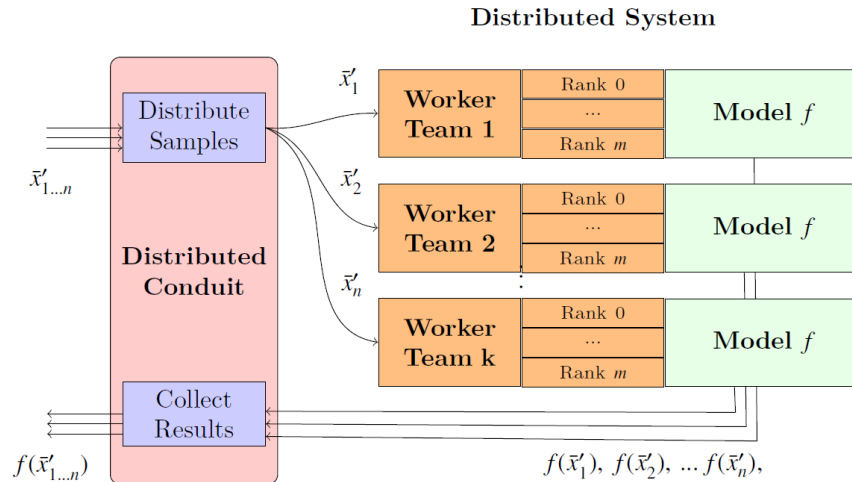 Distributed System
Distribute
Samples
x̄′₁...ₙ
Distributed
Conduit
Collect
Results
f(x̄′₁...ₙ)
x̄′₁
x̄′₂
x̄′ₙ
Worker
Team 1
Rank 0
...
Rank m
Model f
Worker
Team 2
Rank 0
...
Rank m
Model f
⋮
Worker
Team k
Rank 0
...
Rank m
Model f
f(x̄′₁), f(x̄′₂), ... f(x̄′ₙ),